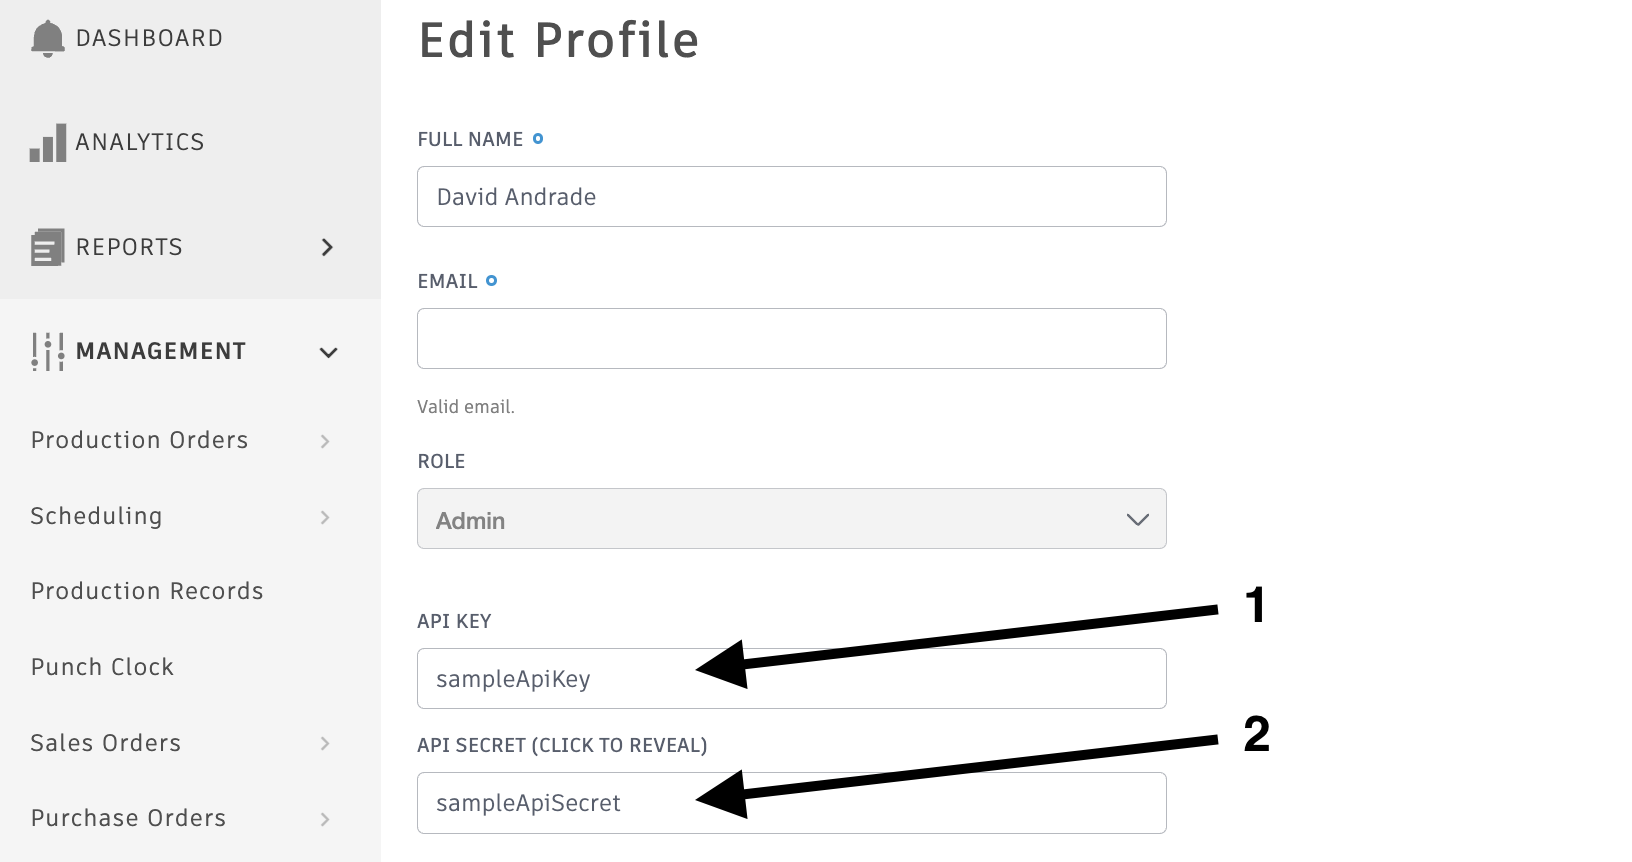 DASHBOARD
ANALYTICS
REPORTS
MANAGEMENT
Production Orders
Scheduling
Production Records
Punch Clock
Sales Orders
Purchase Orders
Edit Profile
FULL NAME
David Andrade
EMAIL
Valid email.
ROLE
Admin
API KEY
sampleApiKey
1
API SECRET (CLICK TO REVEAL)
sampleApiSecret
2